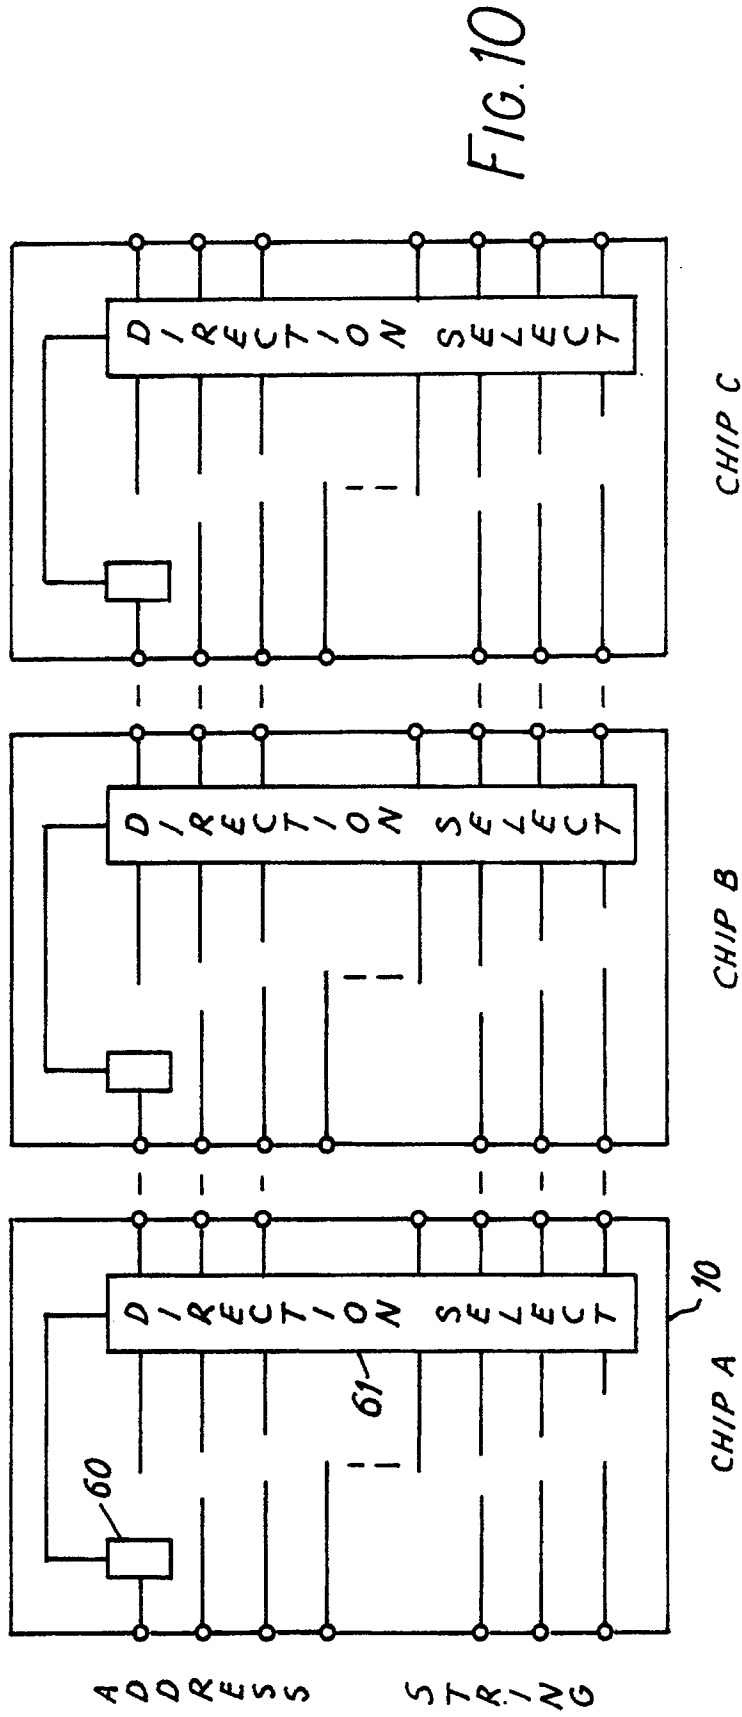 ADDRESS STRING
60
61
DIRECTION SELECT
10
CHIP A
DIRECTION SELECT
CHIP B
DIRECTION SELECT
CHIP C
FIG. 10